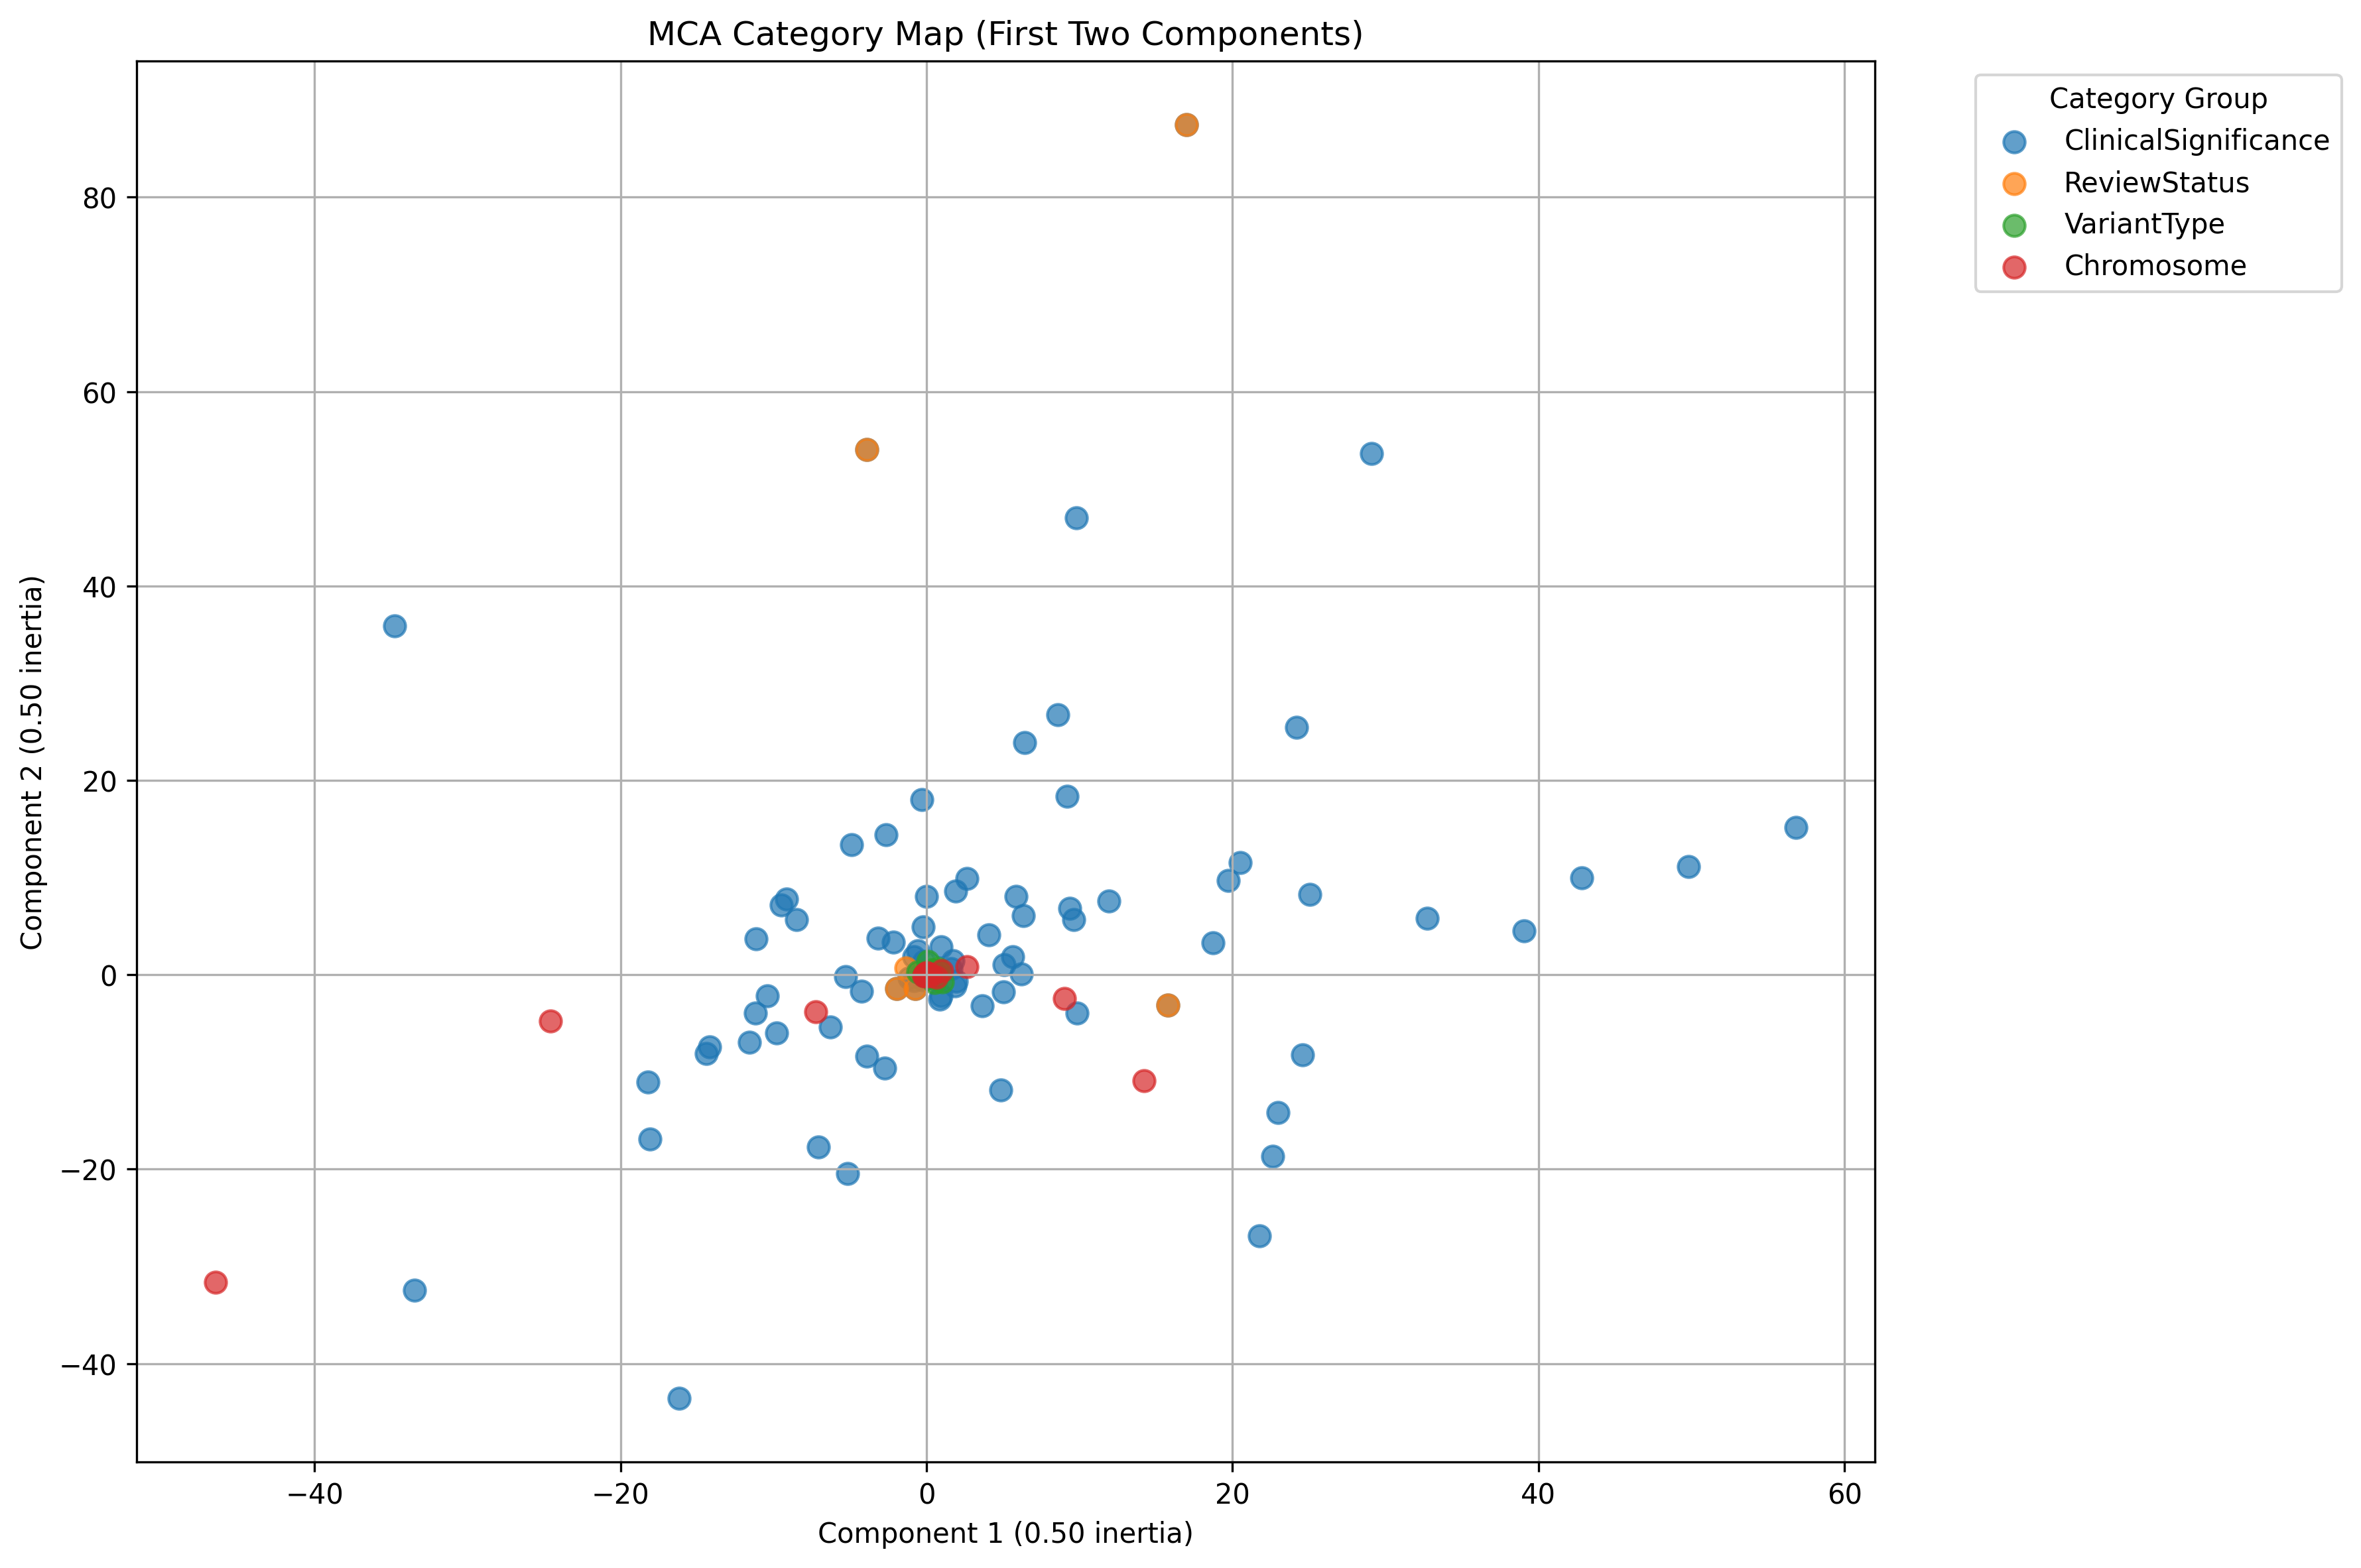 MCA Category Map (First Two Components)
Category Group
ClinicalSignificance
ReviewStatus
VariantType
Chromosome
Component 2 (0.50 inertia)
80
60
40
20
0
−20
−40
−40
−20
0
20
40
60
Component 1 (0.50 inertia)